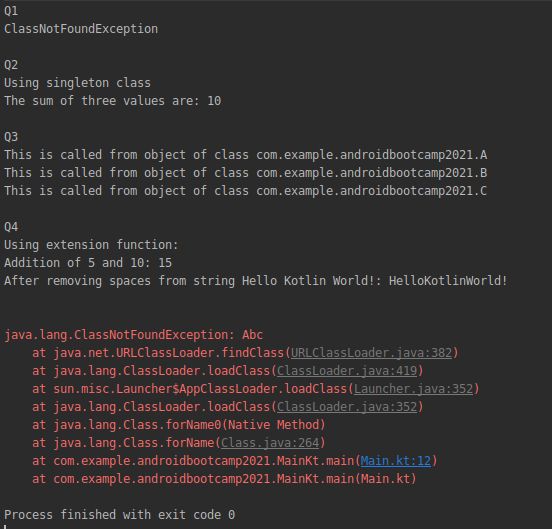 Q1
ClassNotFoundException
Q2
Using singleton class
The sum of three values are: 10
Q3
This is called from object of class com.example.androidbootcamp2021.A
This is called from object of class com.example.androidbootcamp2021.B
This is called from object of class com.example.androidbootcamp2021.C
Q4
Using extension function:
Addition of 5 and 10: 15
After removing spaces from string Hello Kotlin World!: HelloKotlinWorld!
java.lang.ClassNotFoundException: Abc
at java.net.URLClassLoader.findClass(URLClassLoader.java:382)
at java.lang.ClassLoader.loadClass(ClassLoader.java:419)
at sun.misc.Launcher$AppClassLoader.loadClass(Launcher.java:352)
at java.lang.ClassLoader.loadClass(ClassLoader.java:352)
at java.lang.Class.forName0(Native Method)
at java.lang.Class.forName(Class.java:264)
at com.example.androidbootcamp2021.MainKt.main(Main.kt:12)
at com.example.androidbootcamp2021.MainKt.main(Main.kt)
Process finished with exit code 0